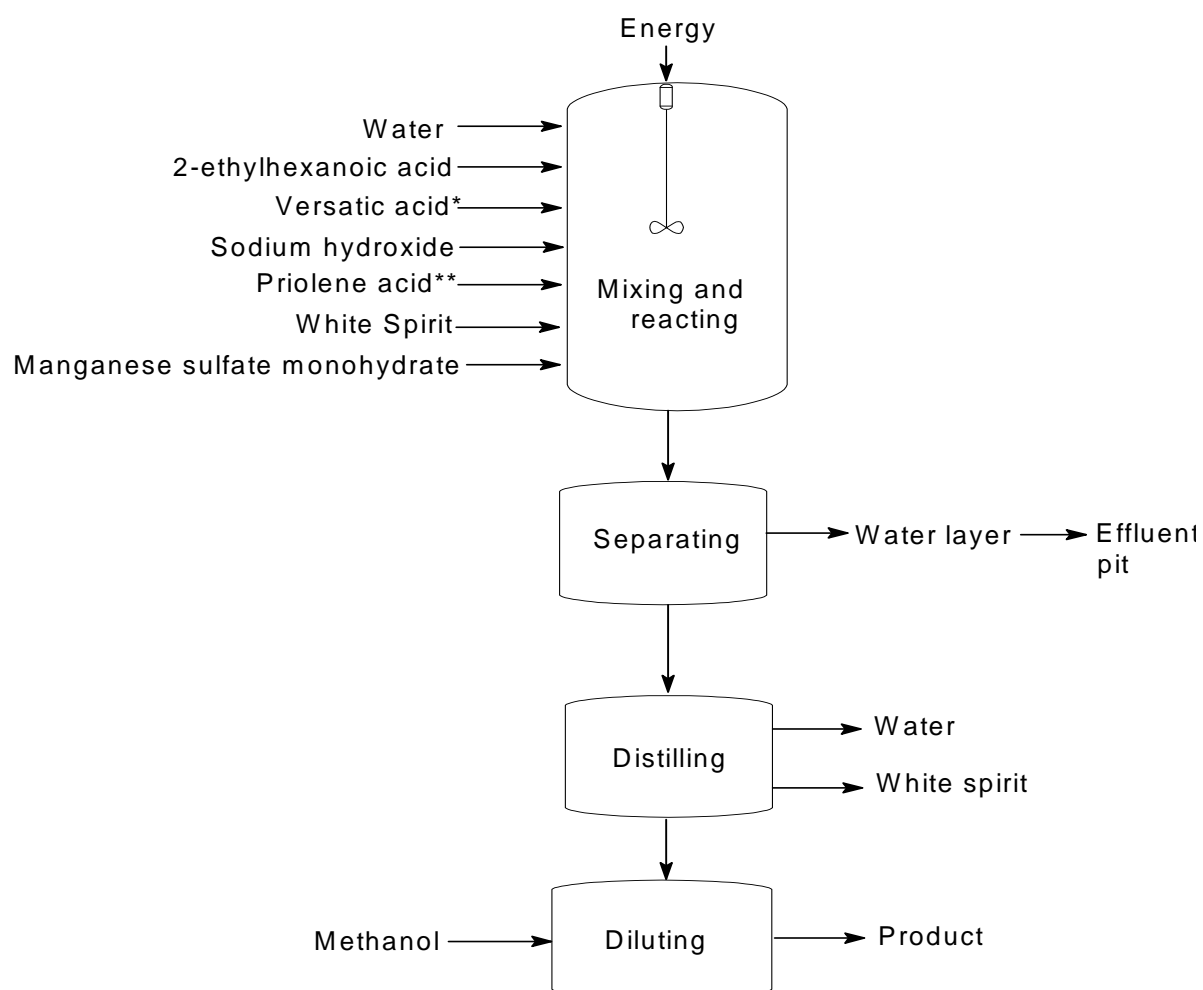 Energy
Water
2-ethylhexanoic acid
Versatic acid*
Sodium hydroxide
Priolene acid**
White Spirit
Manganese sulfate monohydrate
Mixing and
reacting
Separating
Water layer
Effluent
pit
Distilling
Water
White spirit
Methanol
Diluting
Product